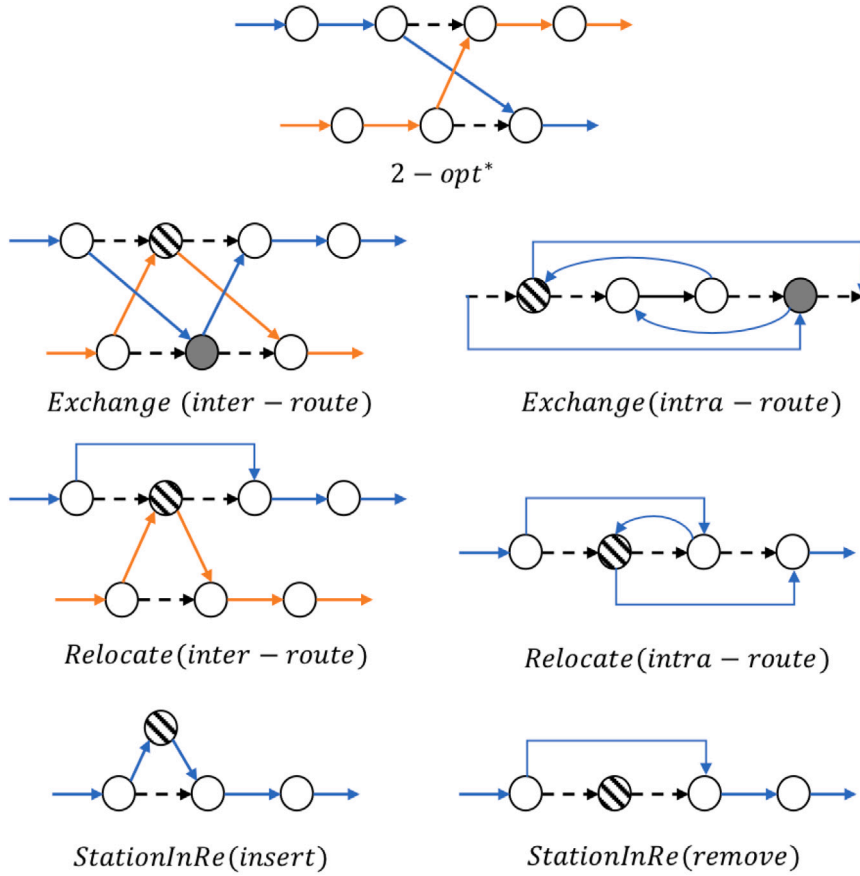 2 − opt*
Exchange (inter − route)
Exchange(intra − route)
Relocate(inter − route)
Relocate(intra − route)
StationInRe(insert)
StationInRe(remove)